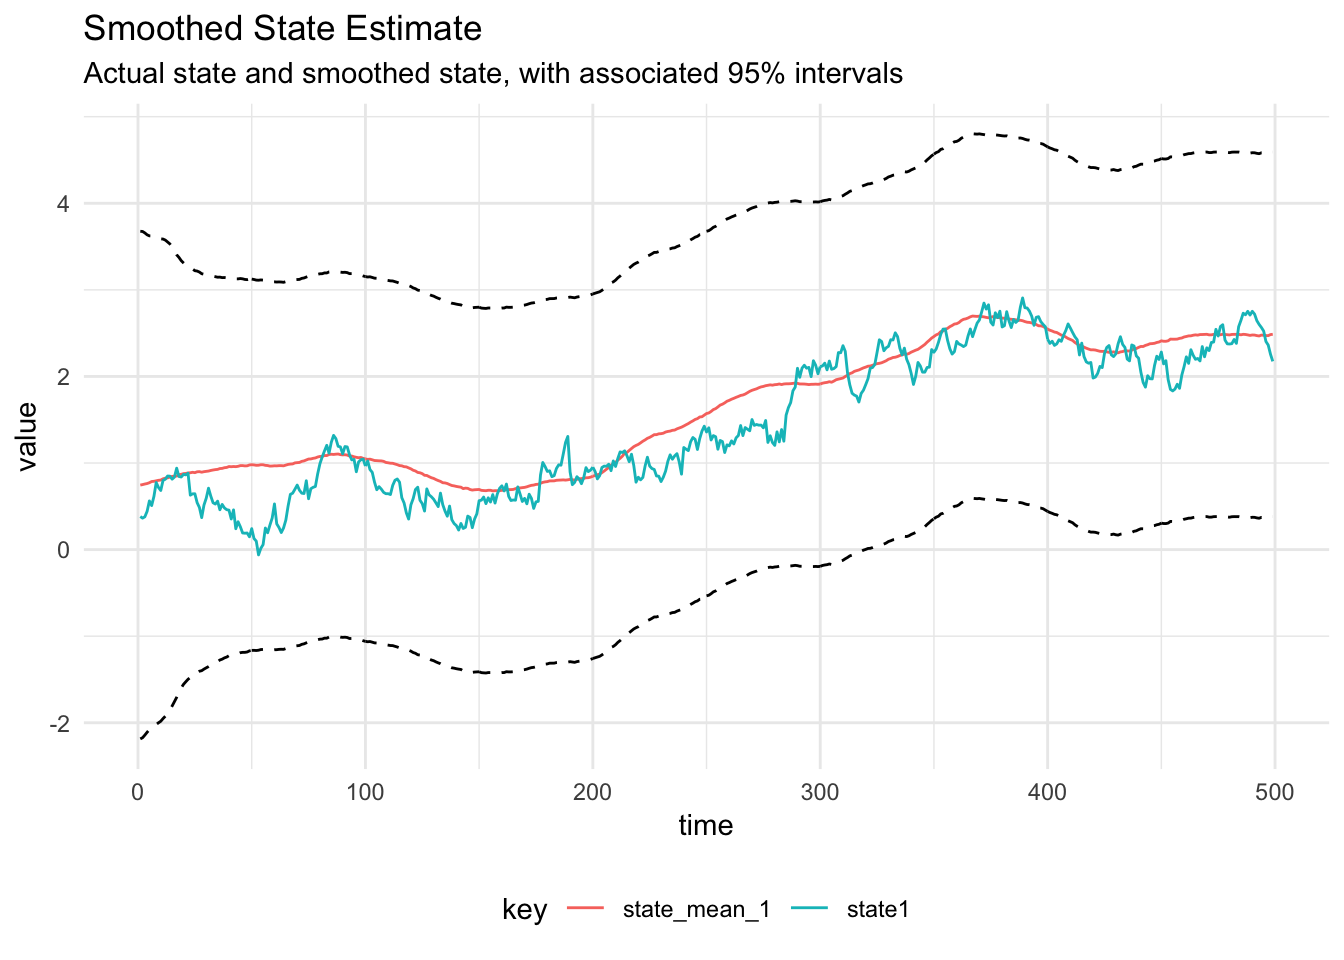 Smoothed State Estimate
Actual state and smoothed state, with associated 95% intervals
value
4
2
0
-2
0 100 200 300 400 500
time
key state_mean_1 state1